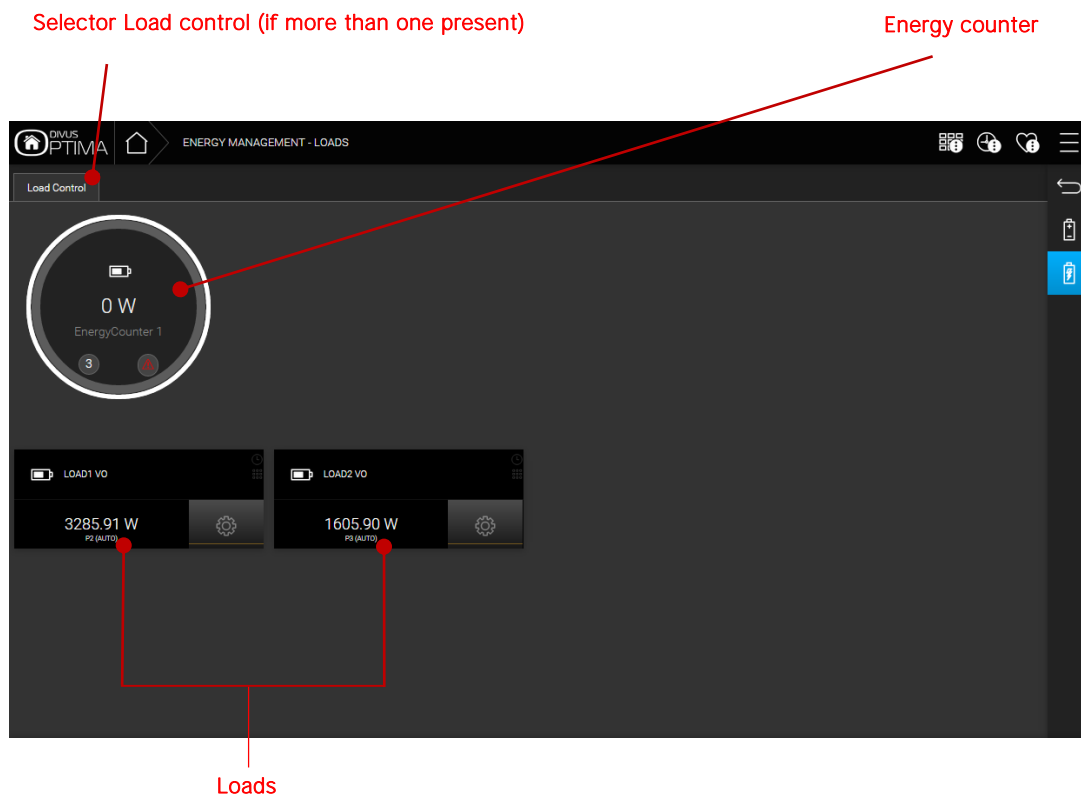 Selector Load control (if more than one present)
Energy counter
DIVUS
OPTIMA
ENERGY MANAGEMENT - LOADS
Load Control
0 W
EnergyCounter 1
3
LOAD1 VO
LOAD2 VO
3285.91 W
P2 (AUTO)
1605.90 W
P3 (AUTO)
Loads